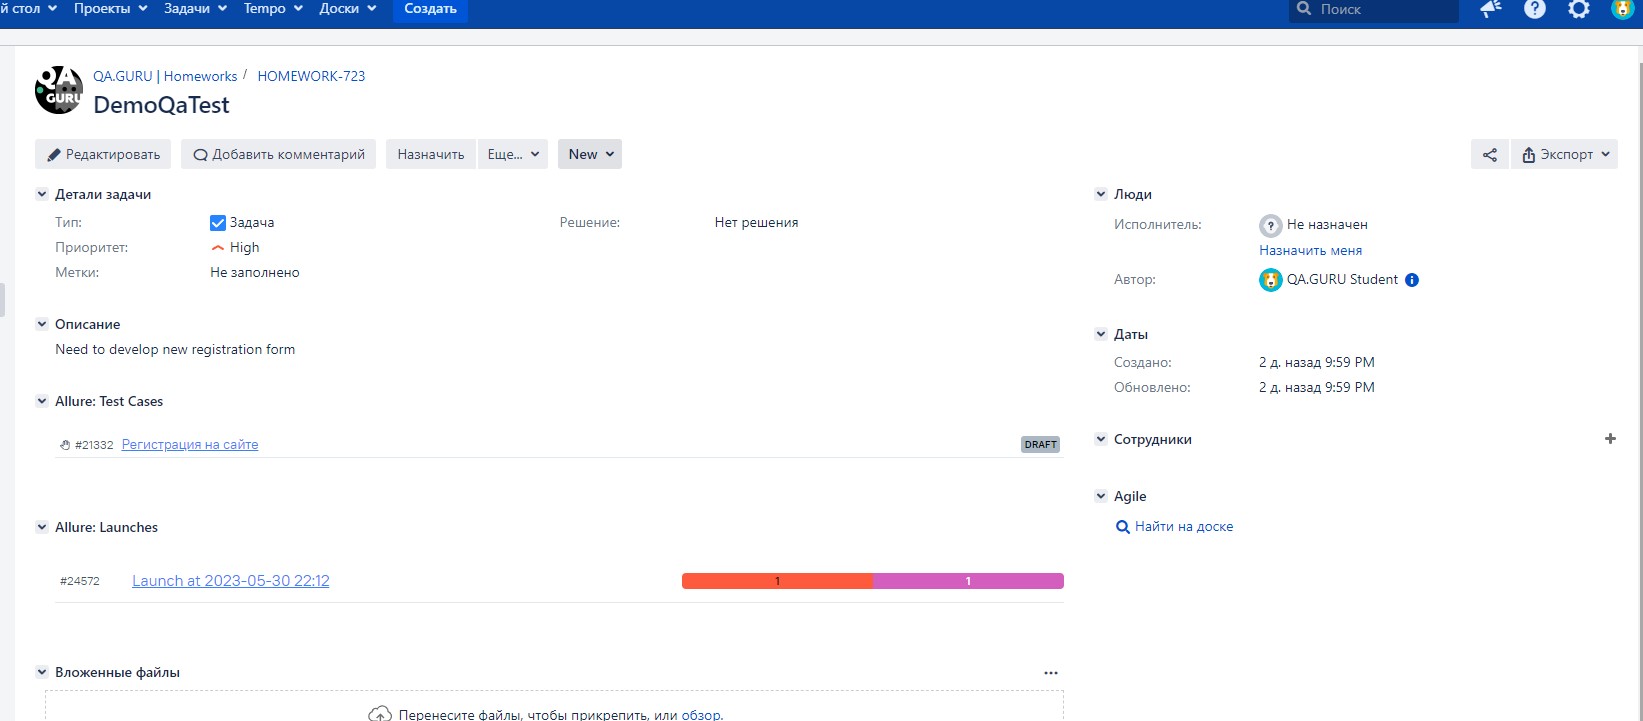 й стол Проекты Задачи Tempo Доски Создать Поиск
QA GURU
QA.GURU | Homeworks / HOMEWORK-723
DemoQaTest
Редактировать Добавить комментарий Назначить Еще... New Экспорт
Детали задачи
Тип: Задача Решение: Нет решения
Приоритет: High
Метки: Не заполнено
Описание
Need to develop new registration form
Allure: Test Cases
#21332 Регистрация на сайте DRAFT
Allure: Launches
#24572 Launch at 2023-05-30 22:12 1 1
Вложенные файлы
Перенесите файлы, чтобы прикрепить, или обзор.
Люди
Исполнитель: Не назначен
Назначить меня
Автор: QA.GURU Student
Даты
Создано: 2 д. назад 9:59 PM
Обновлено: 2 д. назад 9:59 PM
Сотрудники
Agile
Найти на доске